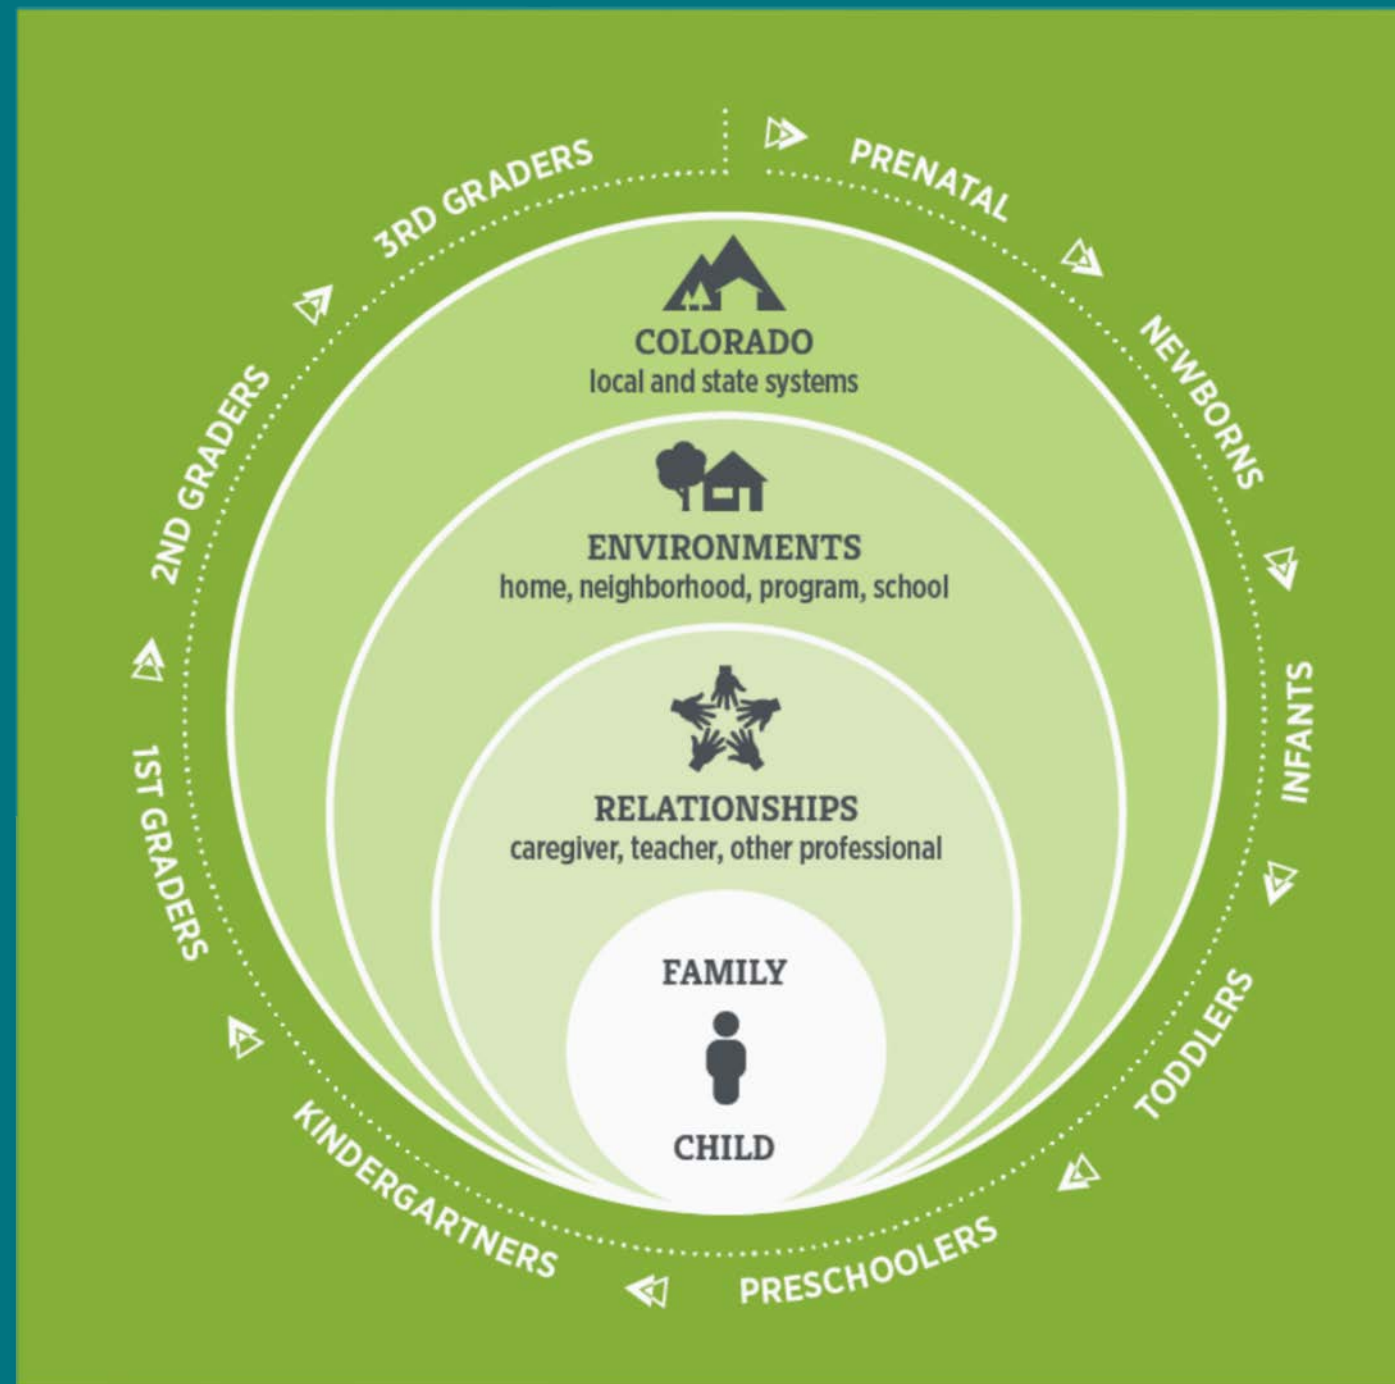 PRENATAL
NEWBORNS
INFANTS
TODDLERS
PRESCHOOLERS
KINDERGARTNERS
1ST GRADERS
2ND GRADERS
3RD GRADERS
COLORADO
local and state systems
ENVIRONMENTS
home, neighborhood, program, school
RELATIONSHIPS
caregiver, teacher, other professional
FAMILY
CHILD